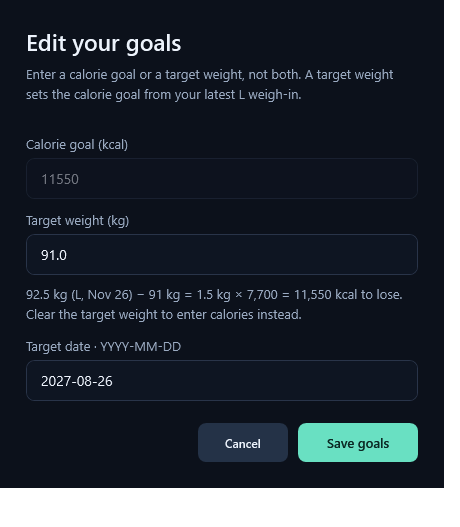 Edit your goals
Enter a calorie goal or a target weight, not both. A target weight
sets the calorie goal from your latest L weigh-in.
Calorie goal (kcal)
11550
Target weight (kg)
91.0
92.5 kg (L, Nov 26) − 91 kg = 1.5 kg × 7,700 = 11,550 kcal to lose.
Clear the target weight to enter calories instead.
Target date · YYYY-MM-DD
2027-08-26
Cancel
Save goals